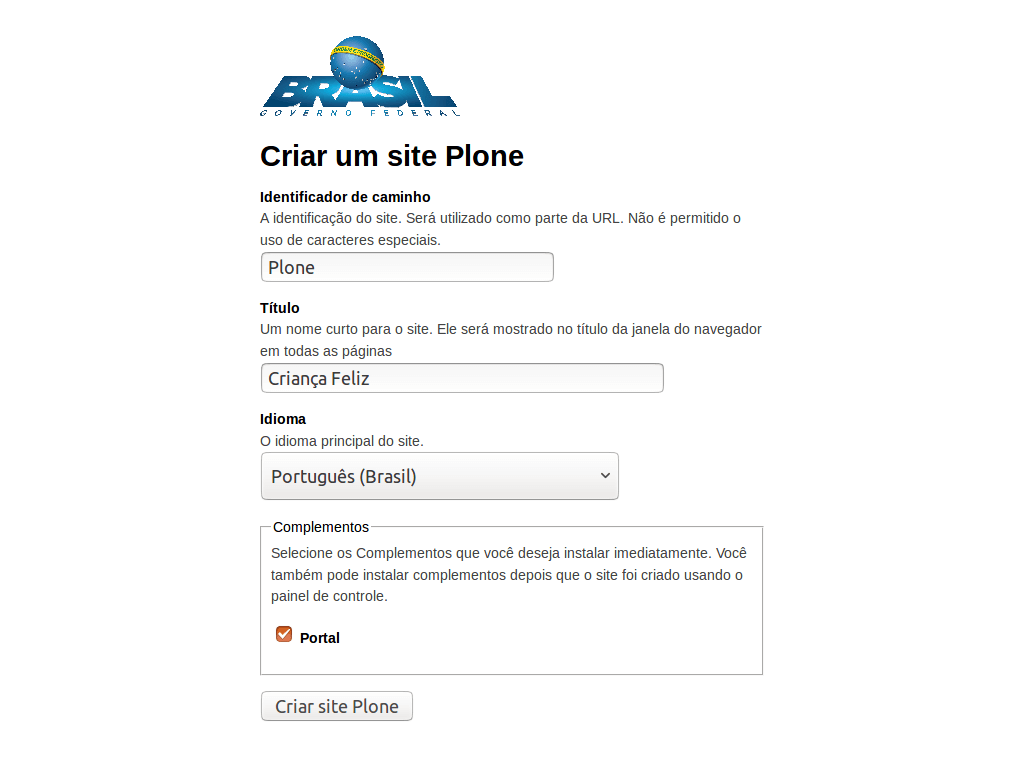 ORDEM E PROGRESSO
BRASIL
GOVERNO FEDERAL
Criar um site Plone
Identificador de caminho
A identificação do site. Será utilizado como parte da URL. Não é permitido o
uso de caracteres especiais.
Plone
Título
Um nome curto para o site. Ele será mostrado no título da janela do navegador
em todas as páginas
Criança Feliz
Idioma
O idioma principal do site.
Português (Brasil)
Complementos
Selecione os Complementos que você deseja instalar imediatamente. Você
também pode instalar complementos depois que o site foi criado usando o
painel de controle.
Portal
Criar site Plone